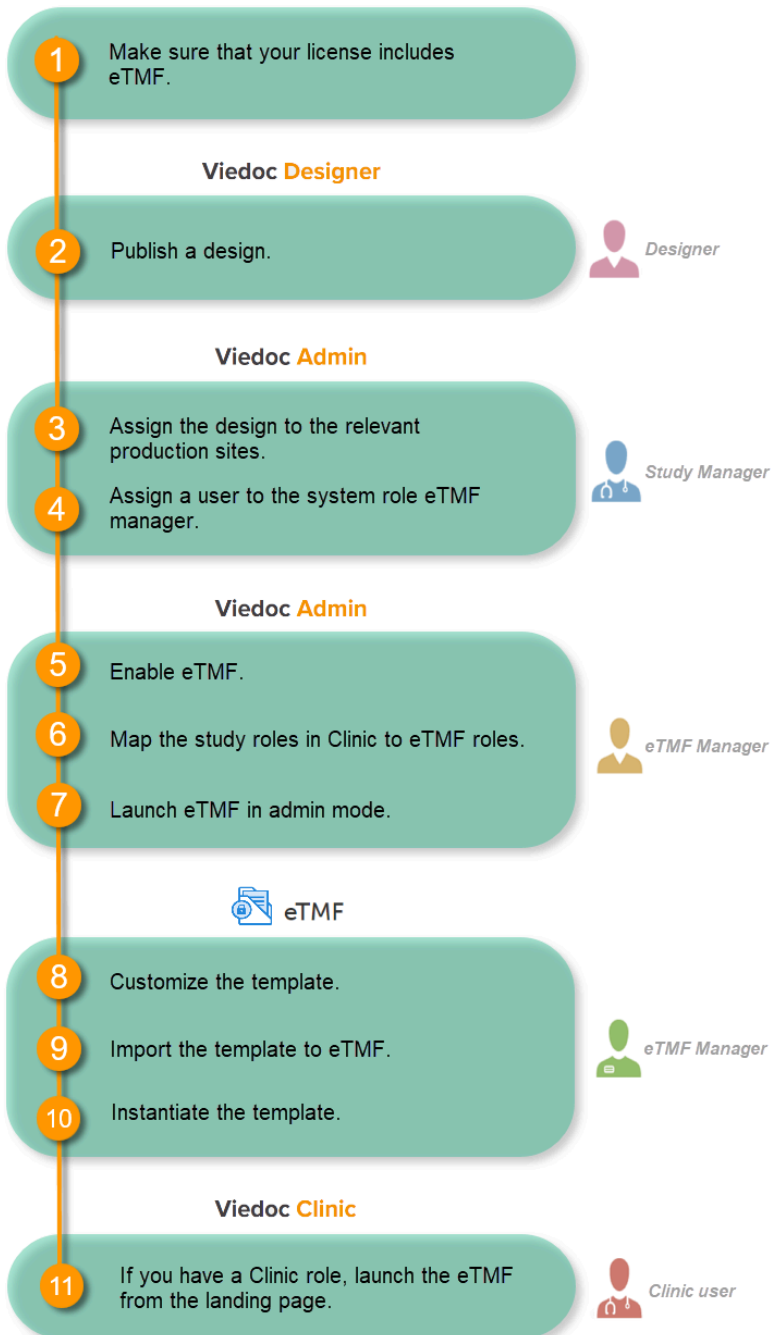 1
Make sure that your license includes
eTMF.
Viedoc Designer
2
Publish a design.
Designer
Viedoc Admin
3
Assign the design to the relevant
production sites.
4
Assign a user to the system role eTMF
manager.
Study Manager
Viedoc Admin
5
Enable eTMF.
6
Map the study roles in Clinic to eTMF roles.
7
Launch eTMF in admin mode.
eTMF Manager
eTMF
8
Customize the template.
9
Import the template to eTMF.
10
Instantiate the template.
eTMF Manager
Viedoc Clinic
11
If you have a Clinic role, launch the eTMF
from the landing page.
Clinic user